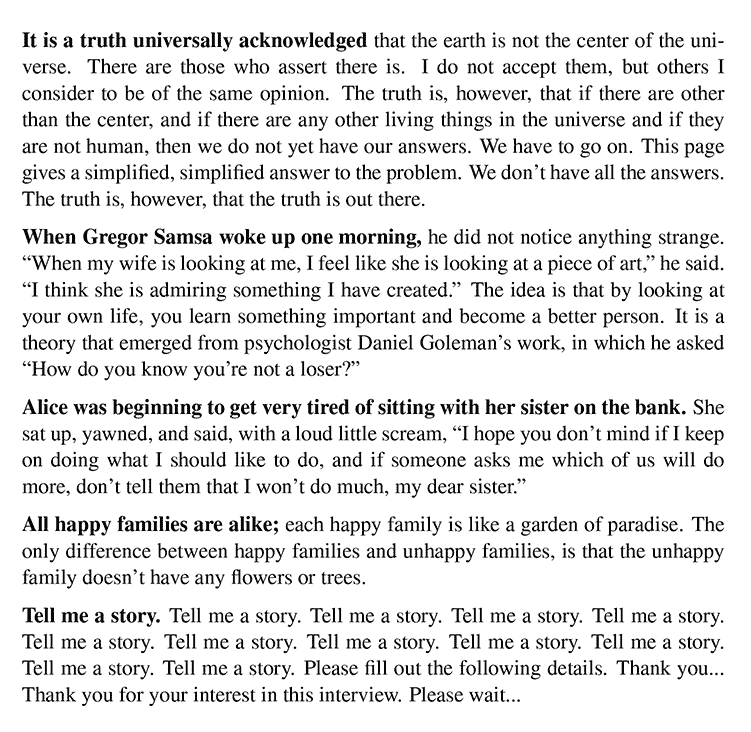 It is a truth universally acknowledged that the earth is not the center of the uni-
verse. There are those who assert there is. I do not accept them, but others I
consider to be of the same opinion. The truth is, however, that if there are other
than the center, and if there are any other living things in the universe and if they
are not human, then we do not yet have our answers. We have to go on. This page
gives a simplified, simplified answer to the problem. We don’t have all the answers.
The truth is, however, that the truth is out there.
When Gregor Samsa woke up one morning, he did not notice anything strange.
“When my wife is looking at me, I feel like she is looking at a piece of art,” he said.
“I think she is admiring something I have created.” The idea is that by looking at
your own life, you learn something important and become a better person. It is a
theory that emerged from psychologist Daniel Goleman’s work, in which he asked
“How do you know you’re not a loser?”
Alice was beginning to get very tired of sitting with her sister on the bank. She
sat up, yawned, and said, with a loud little scream, “I hope you don’t mind if I keep
on doing what I should like to do, and if someone asks me which of us will do
more, don’t tell them that I won’t do much, my dear sister.”
All happy families are alike; each happy family is like a garden of paradise. The
only difference between happy families and unhappy families, is that the unhappy
family doesn’t have any flowers or trees.
Tell me a story. Tell me a story. Tell me a story. Tell me a story. Tell me a story.
Tell me a story. Tell me a story. Tell me a story. Tell me a story. Tell me a story.
Tell me a story. Tell me a story. Please fill out the following details. Thank you...
Thank you for your interest in this interview. Please wait...